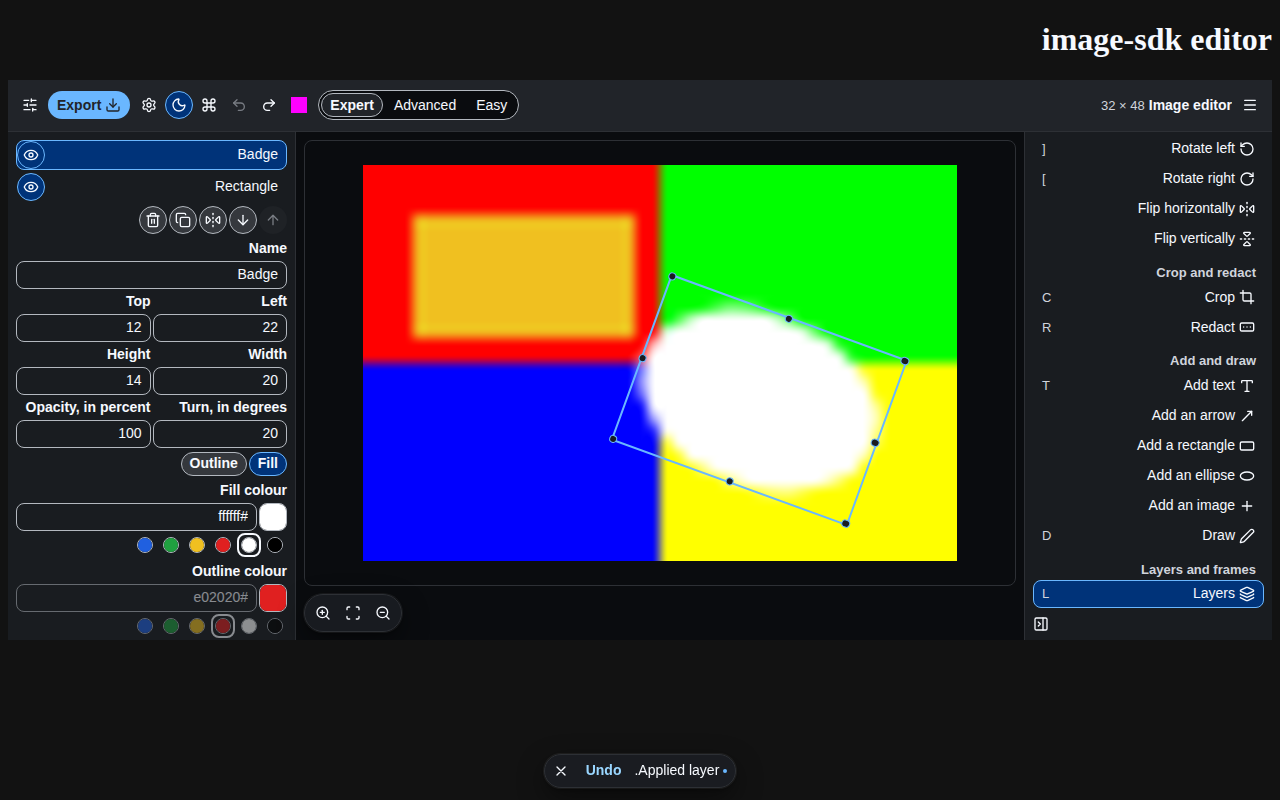 image-sdk editor
Export
Expert Advanced Easy
32 × 48 Image editor
Badge
Rectangle
Name
Badge
Top Left
12 22
Height Width
14 20
Opacity, in percent Turn, in degrees
100 20
Outline Fill
Fill colour
ffffff#
Outline colour
e02020#
] Rotate left
[ Rotate right
Flip horizontally
Flip vertically
Crop and redact
C Crop
R Redact
Add and draw
T Add text
Add an arrow
Add a rectangle
Add an ellipse
Add an image
D Draw
Layers and frames
L Layers
Undo .Applied layer